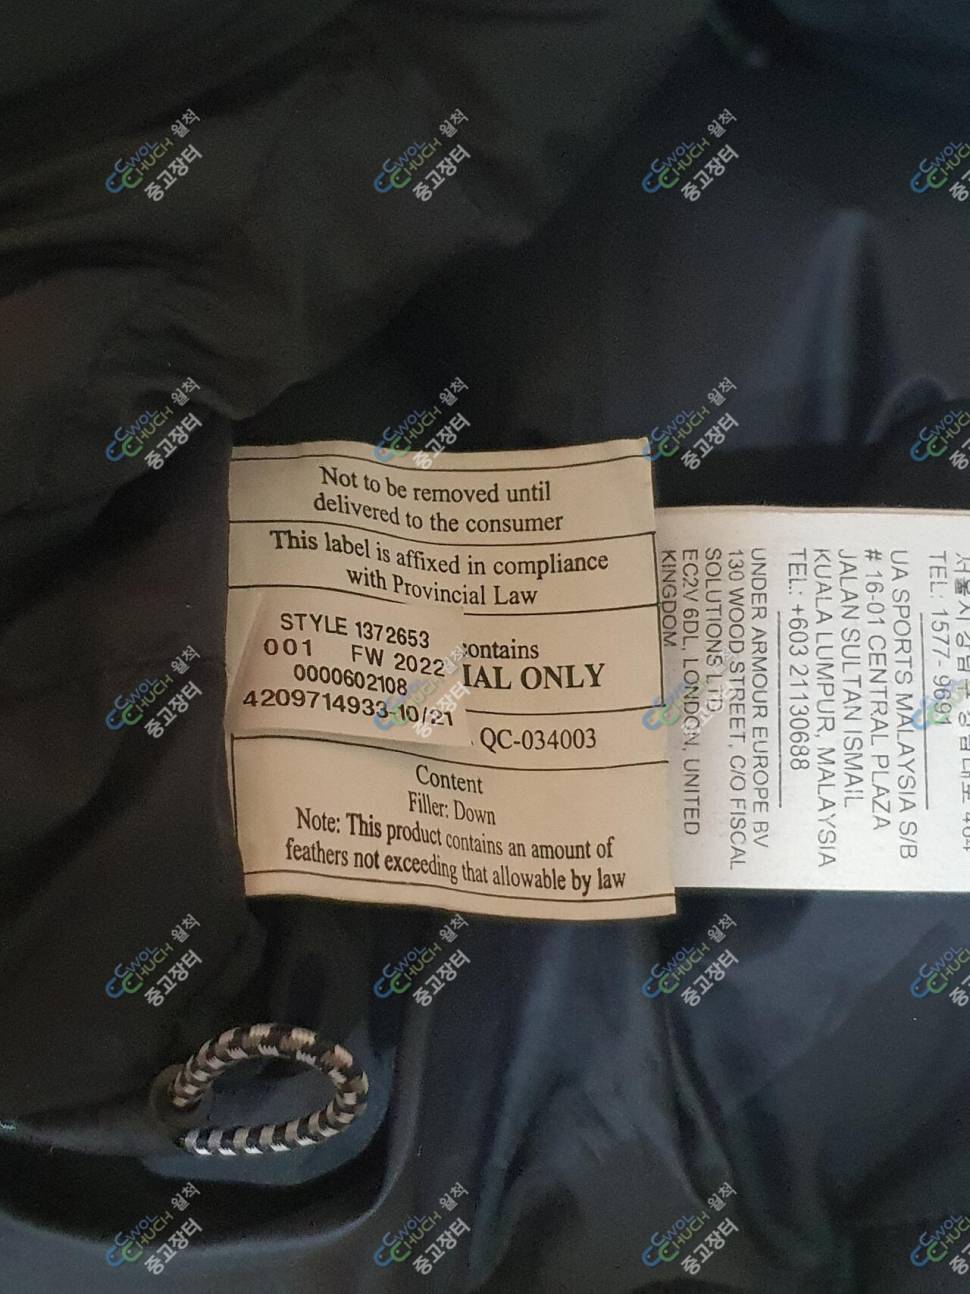 Not to be removed until
delivered to the consumer
This label is affixed in compliance
with Provincial Law
STYLE 1372653
001 FW 2022
0000602108
4209714933-10/21
ONLY
QC-034003
Content
Filler: Down
Note: This product contains an amount of
feathers not exceeding that allowable by law
TEL: 1577-9691
UA SPORTS MALAYSIA S/B
# 16-01 CENTRAL PLAZA
JALAN SULTAN ISMAIL
KUALA LUMPUR, MALAYSIA
TEL: +603 21130688
UNDER ARMOUR EUROPE BV
130 WOOD STREET, C/O FISCAL
SOLUTIONS LTD
EC2V 6DL, LONDON, UNITED
KINGDOM
CWOL
CHUCH 월척
중고장터